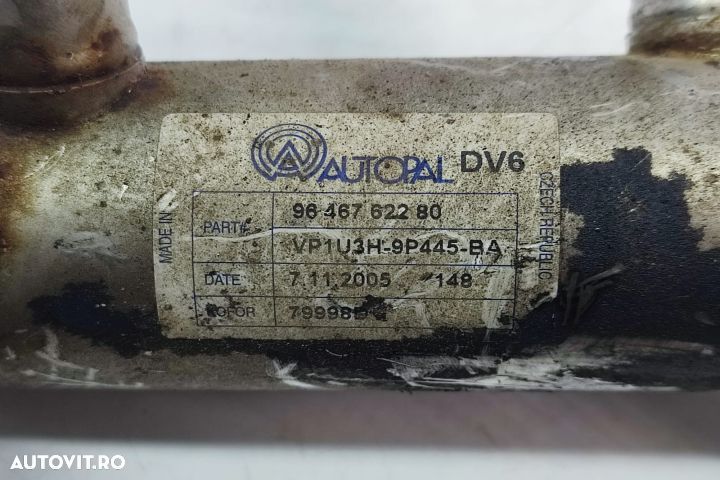 AUTOPAL DV6
MADE IN
CZECH REPUBLIC
PART#
96 467 622 80
VP1U3H-9P445-BA
DATE 7.11.2005 148
AUTOVIT.RO